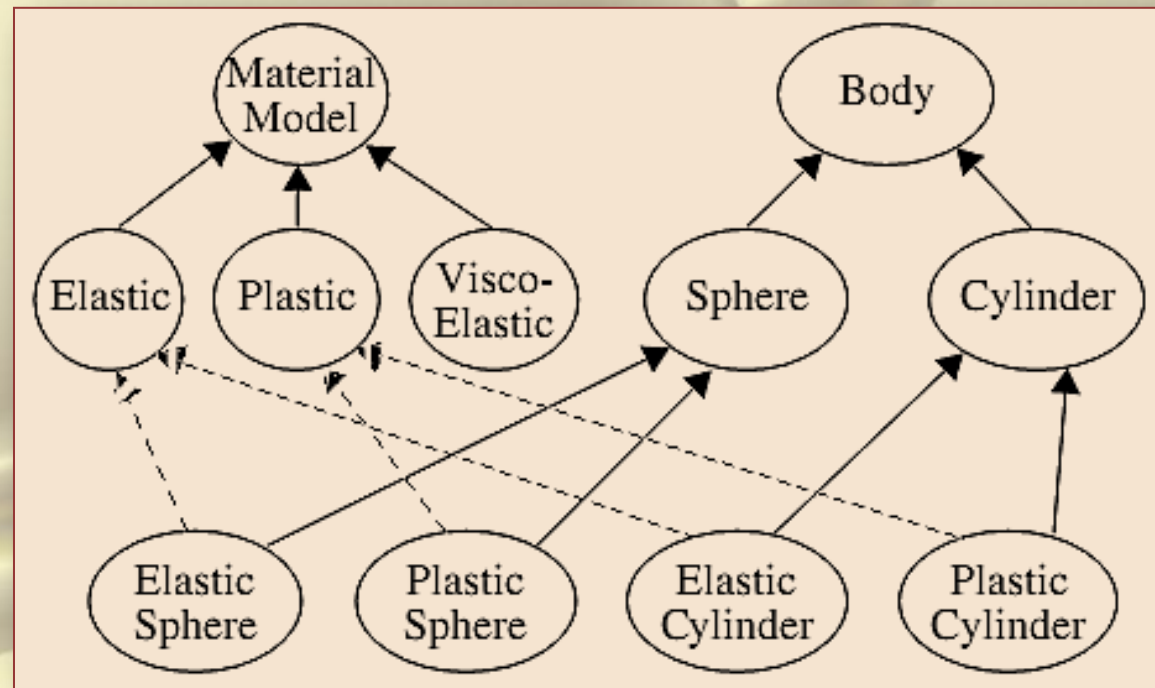 Material
Model
Body
Elastic
Plastic
Visco-
Elastic
Sphere
Cylinder
Elastic
Sphere
Plastic
Sphere
Elastic
Cylinder
Plastic
Cylinder